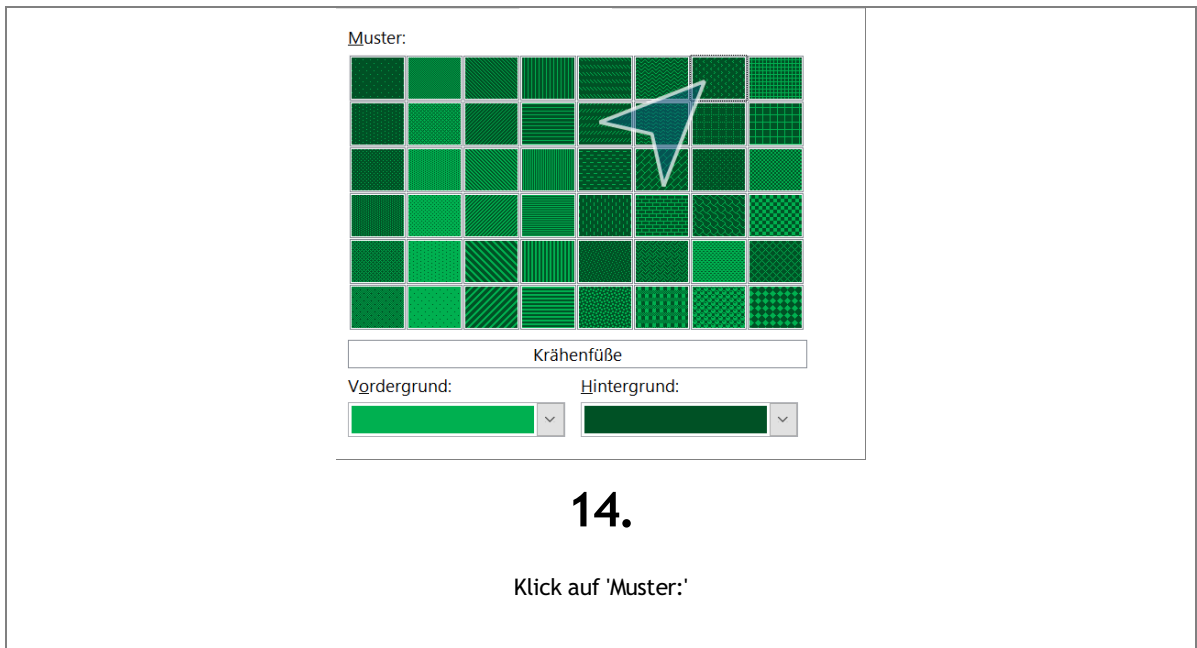 Muster:
Krähenfüße
Vordergrund: Hintergrund:
14.
Klick auf 'Muster:'